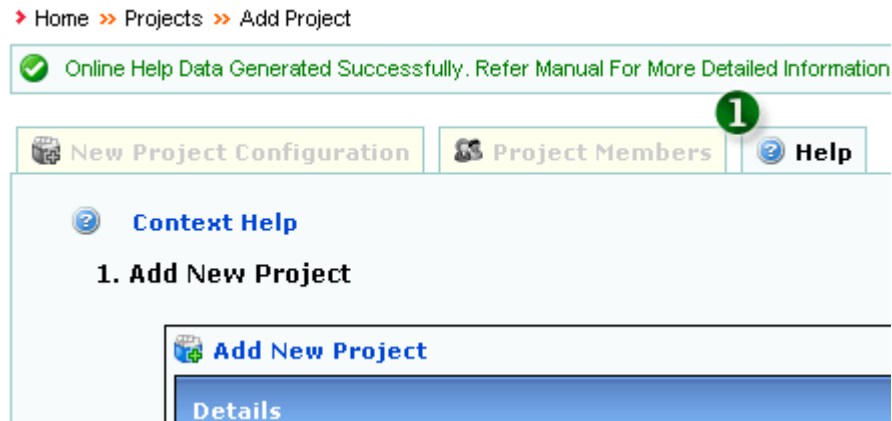 Home » Projects » Add Project
Online Help Data Generated Successfully. Refer Manual For More Detailed Information
1
New Project Configuration Project Members Help
Context Help
1. Add New Project
Add New Project
Details